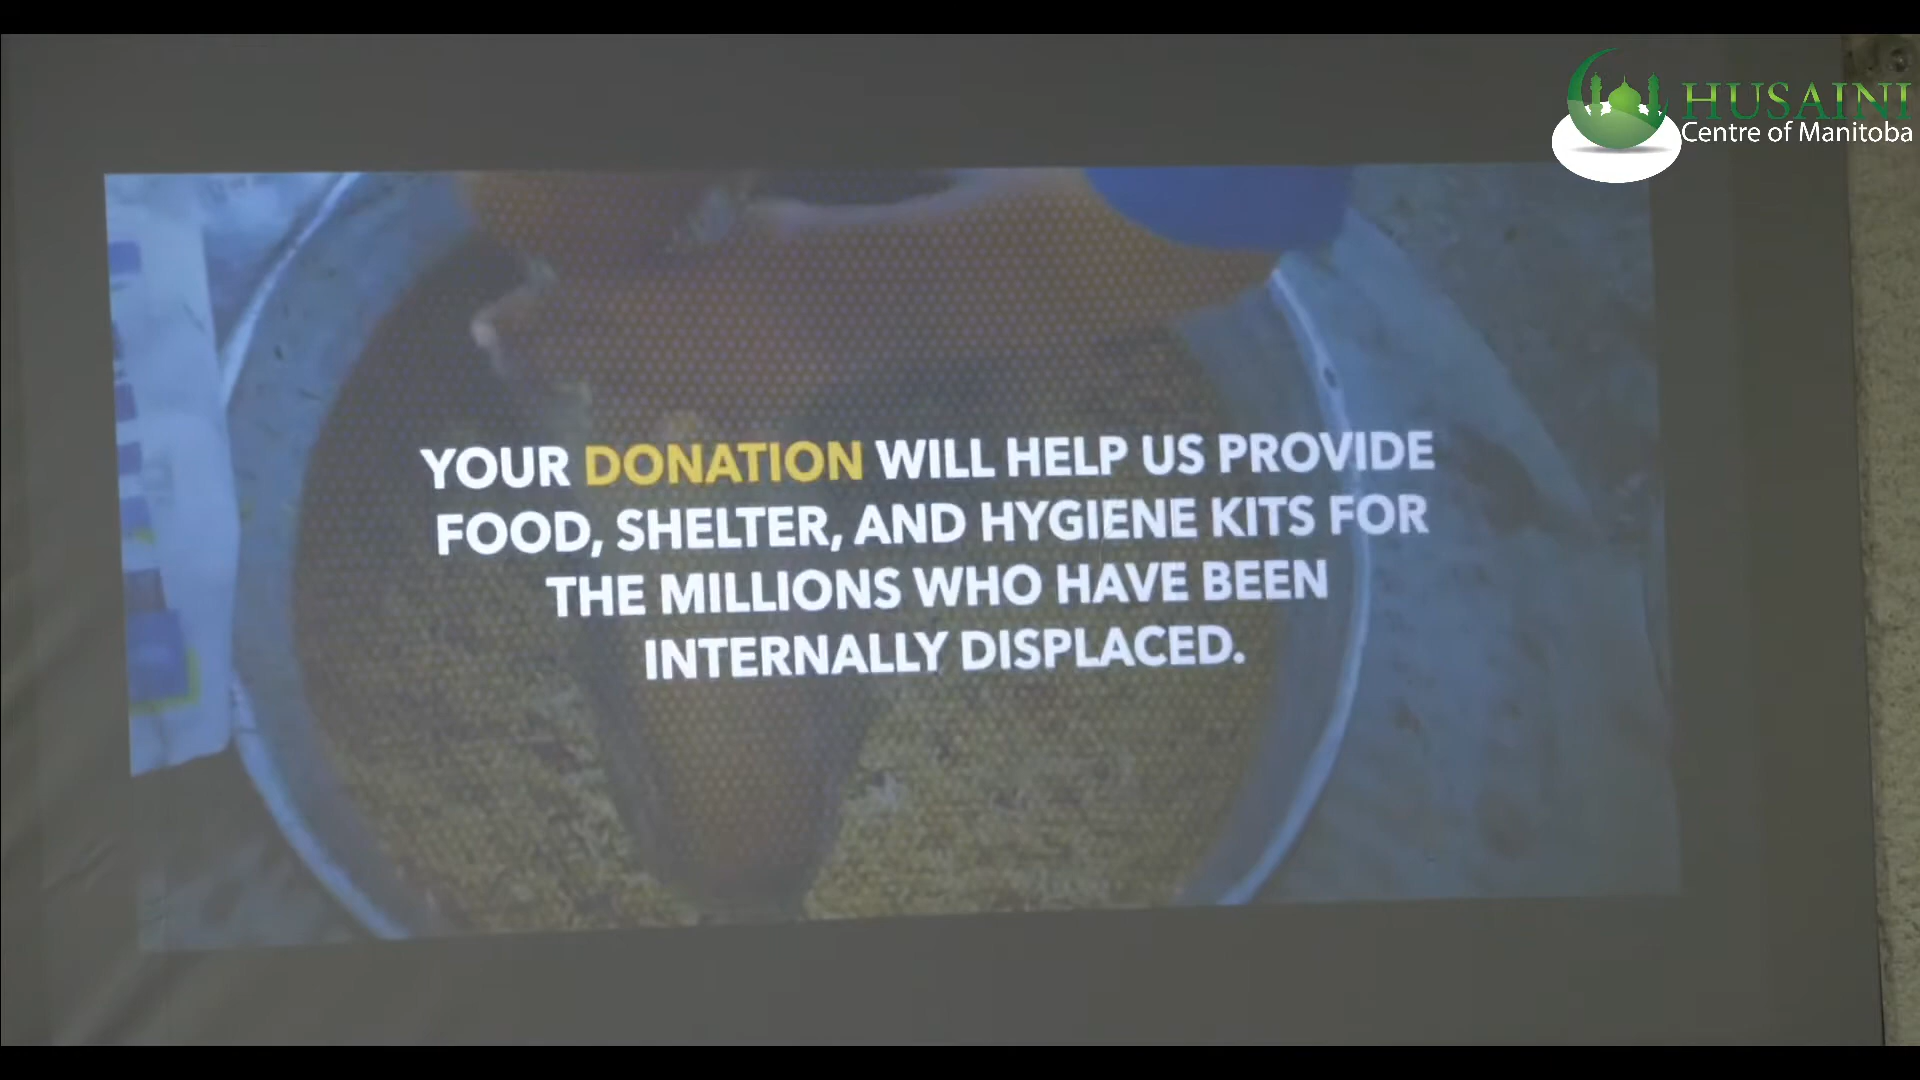 HUSAINI
Centre of Manitoba
YOUR DONATION WILL HELP US PROVIDE
FOOD, SHELTER, AND HYGIENE KITS FOR
THE MILLIONS WHO HAVE BEEN
INTERNALLY DISPLACED.